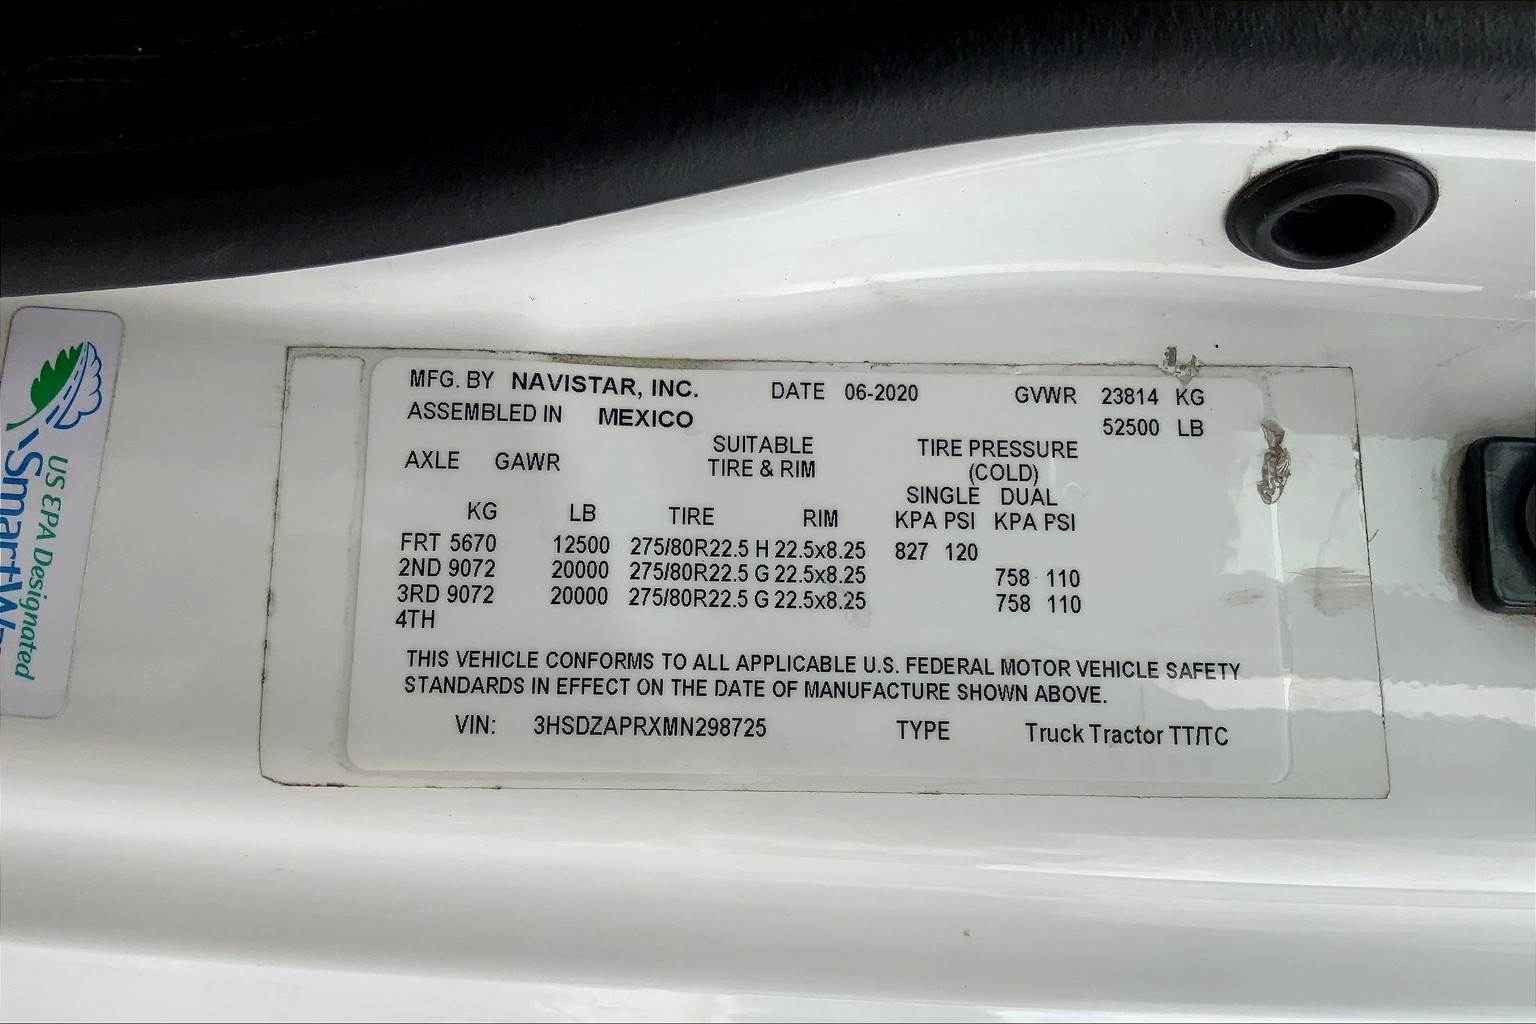 MFG. BY NAVISTAR, INC. DATE 06-2020 GVWR 23814 KG
ASSEMBLED IN MEXICO 52500 LB
SUITABLE TIRE PRESSURE
AXLE GAWR TIRE & RIM (COLD)
SINGLE DUAL
KG LB TIRE RIM KPA PSI KPA PSI
FRT 5670 12500 275/80R22.5 H 22.5x8.25 827 120
2ND 9072 20000 275/80R22.5 G 22.5x8.25 758 110
3RD 9072 20000 275/80R22.5 G 22.5x8.25 758 110
4TH
THIS VEHICLE CONFORMS TO ALL APPLICABLE U.S. FEDERAL MOTOR VEHICLE SAFETY
STANDARDS IN EFFECT ON THE DATE OF MANUFACTURE SHOWN ABOVE.
VIN: 3HSDZAPRXMN298725 TYPE Truck Tractor TT/TC
US EPA Designated